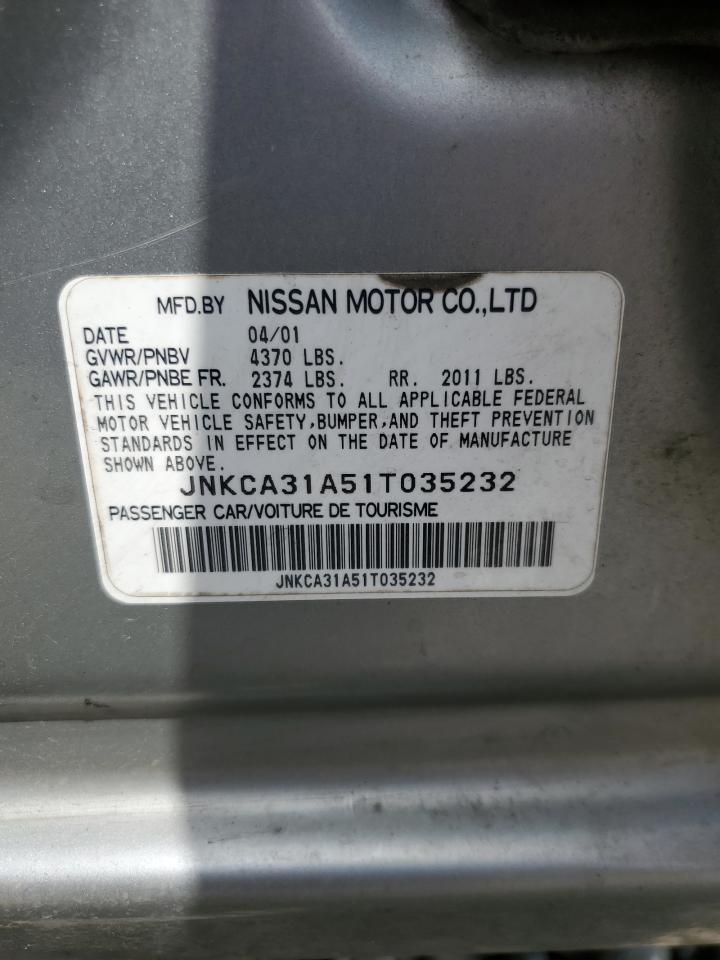 MFD.BY NISSAN MOTOR CO.,LTD
DATE 04/01
GVWR/PNBV 4370 LBS.
GAWR/PNBE FR. 2374 LBS. RR. 2011 LBS.
THIS VEHICLE CONFORMS TO ALL APPLICABLE FEDERAL
MOTOR VEHICLE SAFETY,BUMPER,AND THEFT PREVENTION
STANDARDS IN EFFECT ON THE DATE OF MANUFACTURE
SHOWN ABOVE.
JNKCA31A51T035232
PASSENGER CAR/VOITURE DE TOURISME
JNKCA31A51T035232